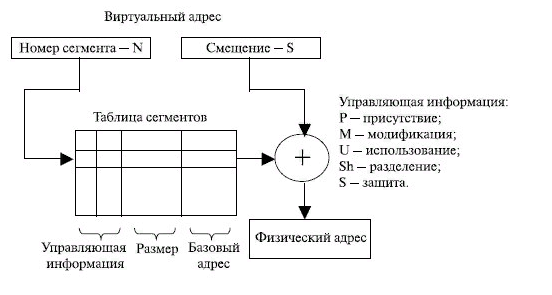 Виртуальный адрес
Номер сегмента — N
Смещение — S
Таблица сегментов
Управляющая информация:
P — присутствие;
M — модификация;
U — использование;
Sh — разделение;
S — защита.
+
Физический адрес
Управляющая
информация
Размер
Базовый
адрес